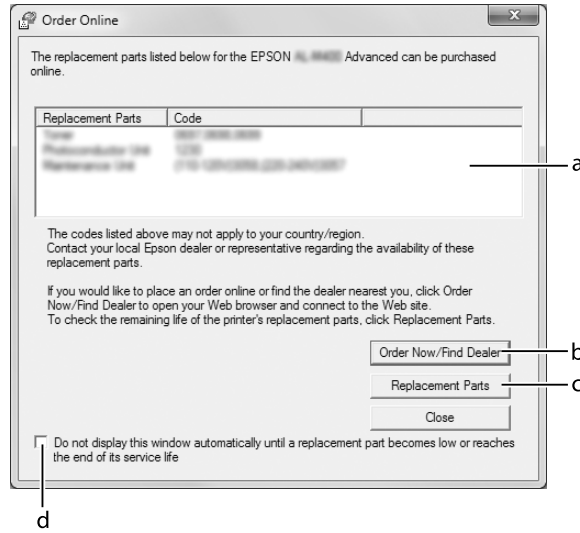 Order Online
The replacement parts listed below for the EPSON Advanced can be purchased
online.
Replacement Parts Code
a
The codes listed above may not apply to your country/region.
Contact your local Epson dealer or representative regarding the availability of these
replacement parts.
If you would like to place an order online or find the dealer nearest you, click Order
Now/Find Dealer to open your Web browser and connect to the Web site.
To check the remaining life of the printer's replacement parts, click Replacement Parts.
Order Now/Find Dealer
b
Replacement Parts
c
Close
Do not display this window automatically until a replacement part becomes low or reaches
the end of its service life
d